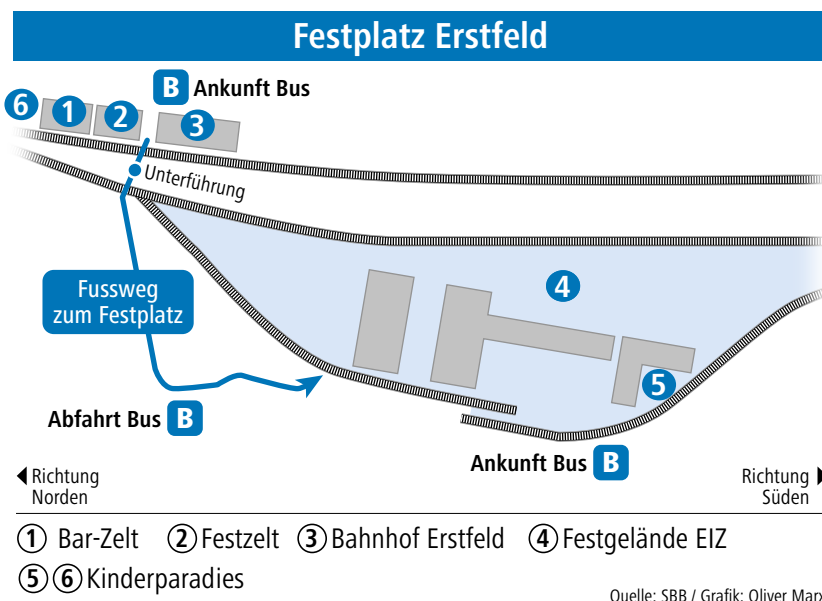 Festplatz Erstfeld
B Ankunft Bus
6 1 2 3
Unterführung
4
Fussweg
zum Festplatz
5
Abfahrt Bus B
Ankunft Bus B
Richtung
Norden
Richtung
Süden
1 Bar-Zelt 2 Festzelt 3 Bahnhof Erstfeld 4 Festgelände EIZ
5 6 Kinderparadies
Quelle: SBB / Grafik: Oliver Marx